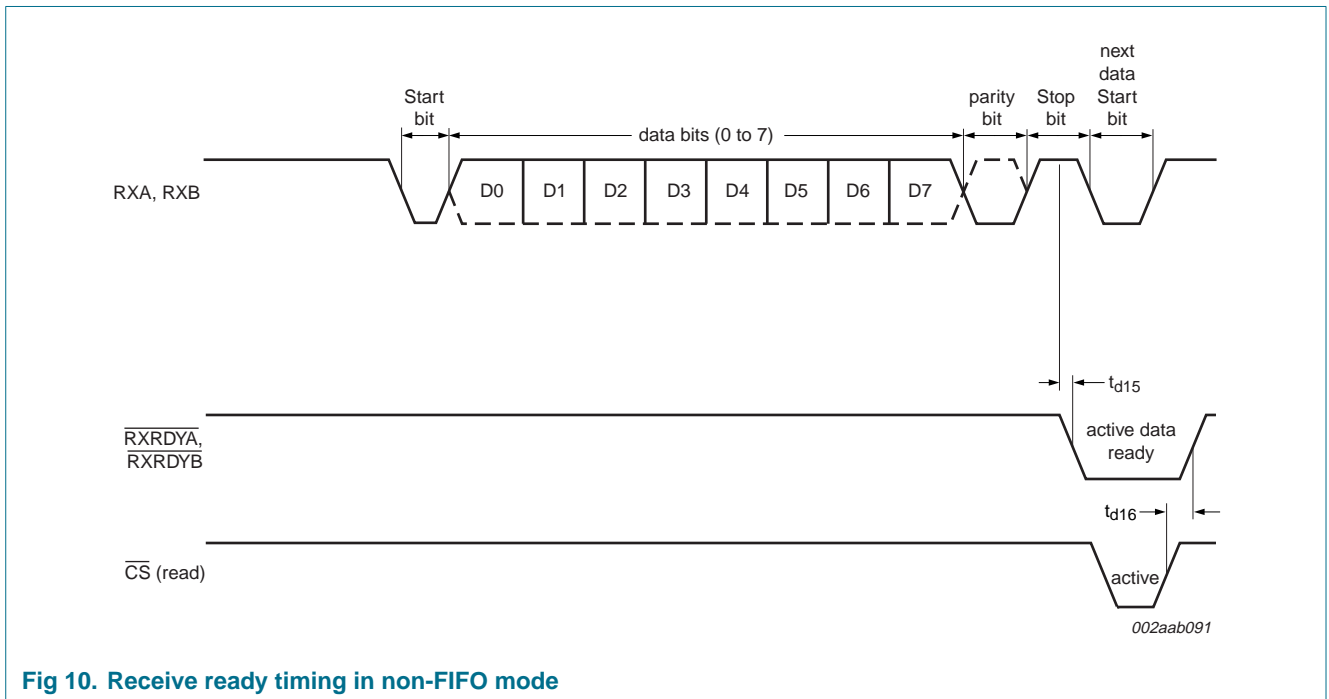 next
data
Start
bit
Start
bit
parity
bit
Stop
bit
data bits (0 to 7)
RXA, RXB
D0
D1
D2
D3
D4
D5
D6
D7
td15
RXRDYA,
RXRDYB
active data
ready
td16
CS (read)
active
002aab091
Fig 10. Receive ready timing in non-FIFO mode